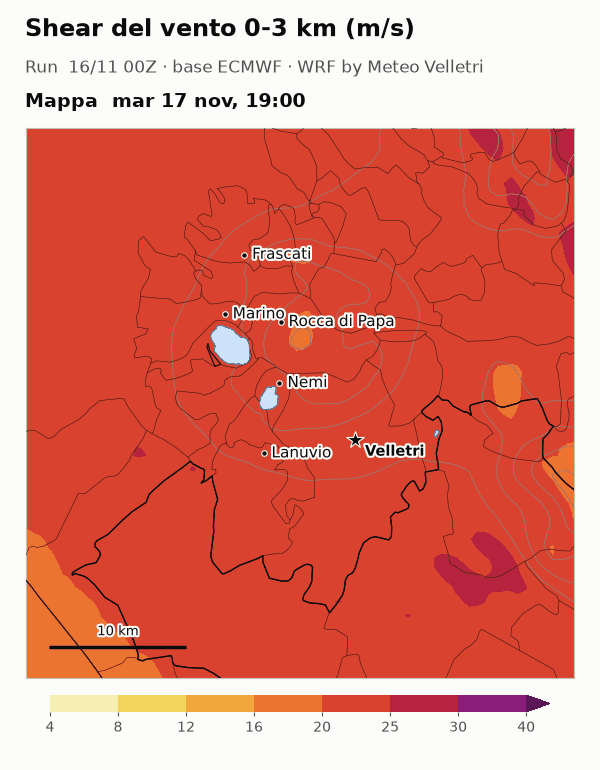 Shear del vento 0-3 km (m/s)
Run  16/11 00Z · base ECMWF · WRF by Meteo Velletri
Mappa  mar 17 nov, 19:00
Frascati
Marino
Rocca di Papa
Nemi
Velletri
Lanuvio
10 km
4 8 12 16 20 25 30 40